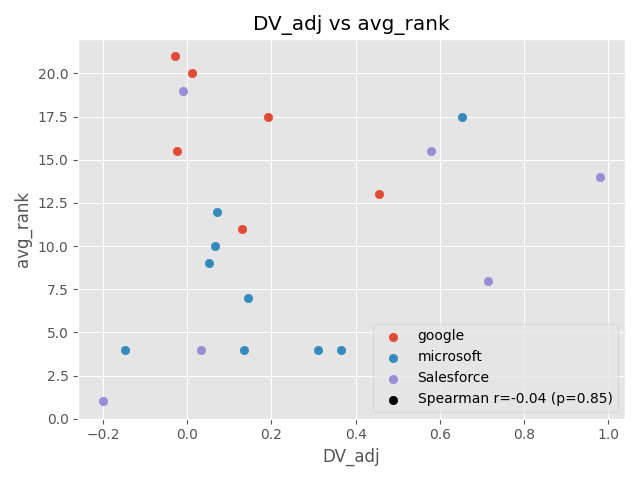 DV_adj vs avg_rank
avg_rank
20.0
17.5
15.0
12.5
10.0
7.5
5.0
2.5
0.0
google
microsoft
Salesforce
Spearman r=-0.04 (p=0.85)
−0.2 0.0 0.2 0.4 0.6 0.8 1.0
DV_adj